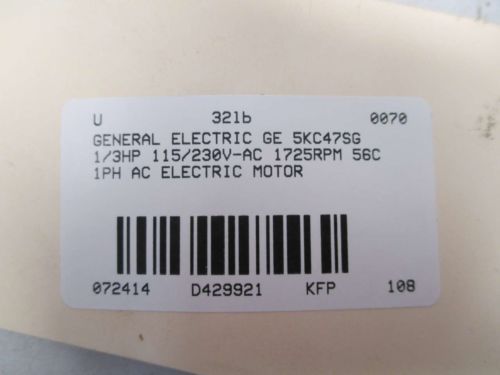 U 32lb 0070
GENERAL ELECTRIC GE 5KC47SG
1/3HP 115/230V-AC 1725RPM 56C
1PH AC ELECTRIC MOTOR
072414 D429921 KFP 108